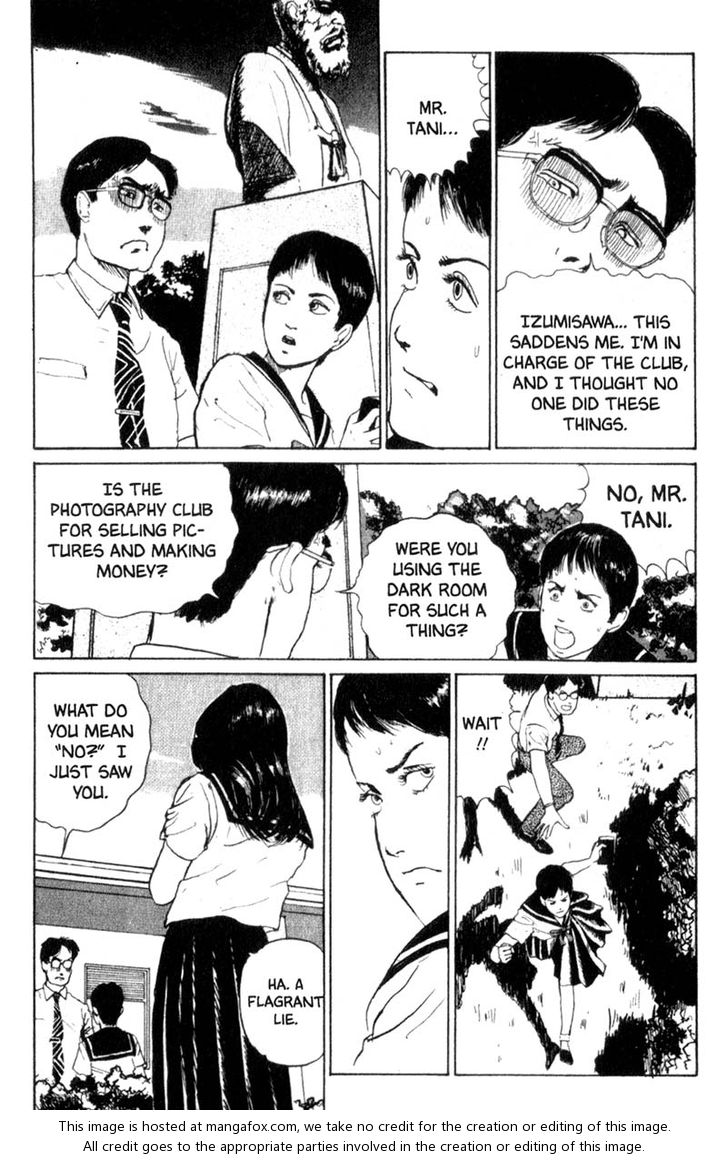 MR.
TANI...
IZUMISAWA... THIS
SADDENS ME. I'M IN
CHARGE OF THE CLUB,
AND I THOUGHT NO
ONE DID THESE
THINGS.
IS THE
PHOTOGRAPHY CLUB
FOR SELLING PIC-
TURES AND MAKING
MONEY?
WERE YOU
USING THE
DARK ROOM
FOR SUCH A
THING?
NO, MR.
TANI.
WHAT DO
YOU MEAN
"NO?" I
JUST SAW
YOU.
HA. A
FLAGRANT
LIE.
WAIT
!!
This image is hosted at mangafox.com, we take no credit for the creation or editing of this image.
All credit goes to the appropriate parties involved in the creation or editing of this image.